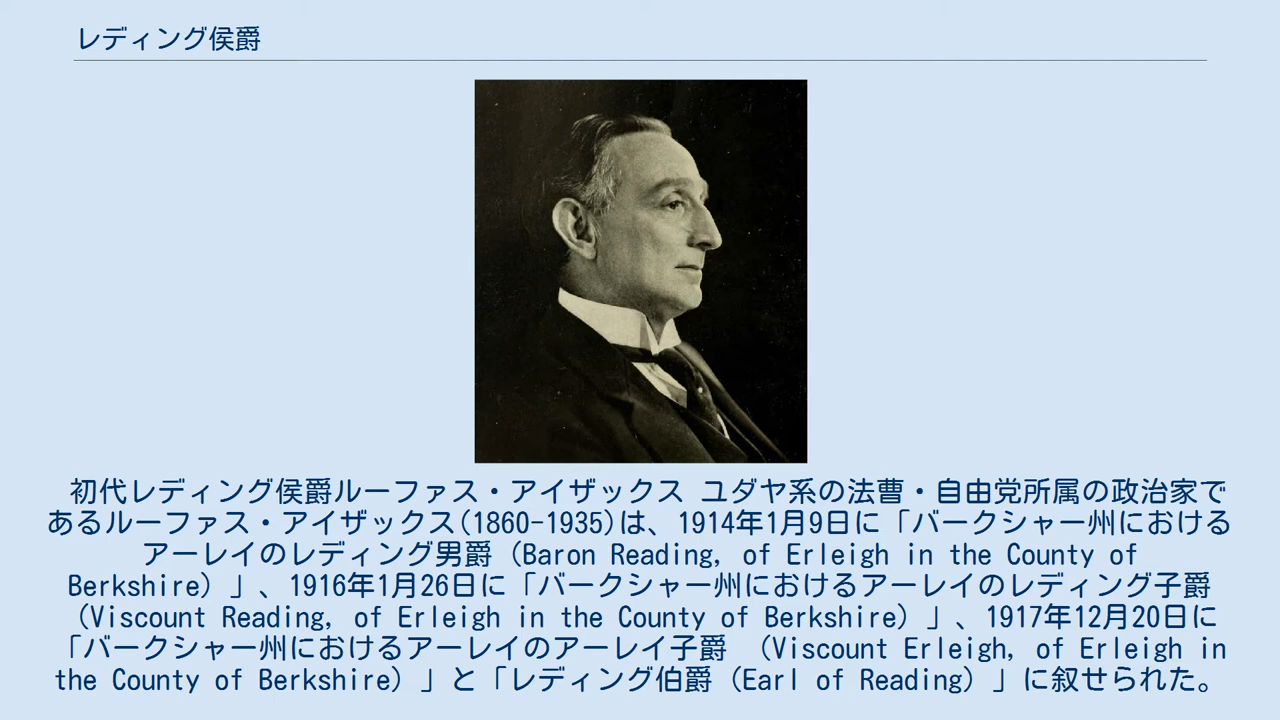 レディング侯爵
初代レディング侯爵ルーファス・アイザックス ユダヤ系の法曹・自由党所属の政治家で
あるルーファス・アイザックス(1860-1935)は、1914年1月9日に「バークシャー州における
アーレイのレディング男爵（Baron Reading, of Erleigh in the County of
Berkshire）」、1916年1月26日に「バークシャー州におけるアーレイのレディング子爵
（Viscount Reading, of Erleigh in the County of Berkshire）」、1917年12月20日に
「バークシャー州におけるアーレイのアーレイ子爵 （Viscount Erleigh, of Erleigh in
the County of Berkshire）」と「レディング伯爵（Earl of Reading）」に叙せられた。